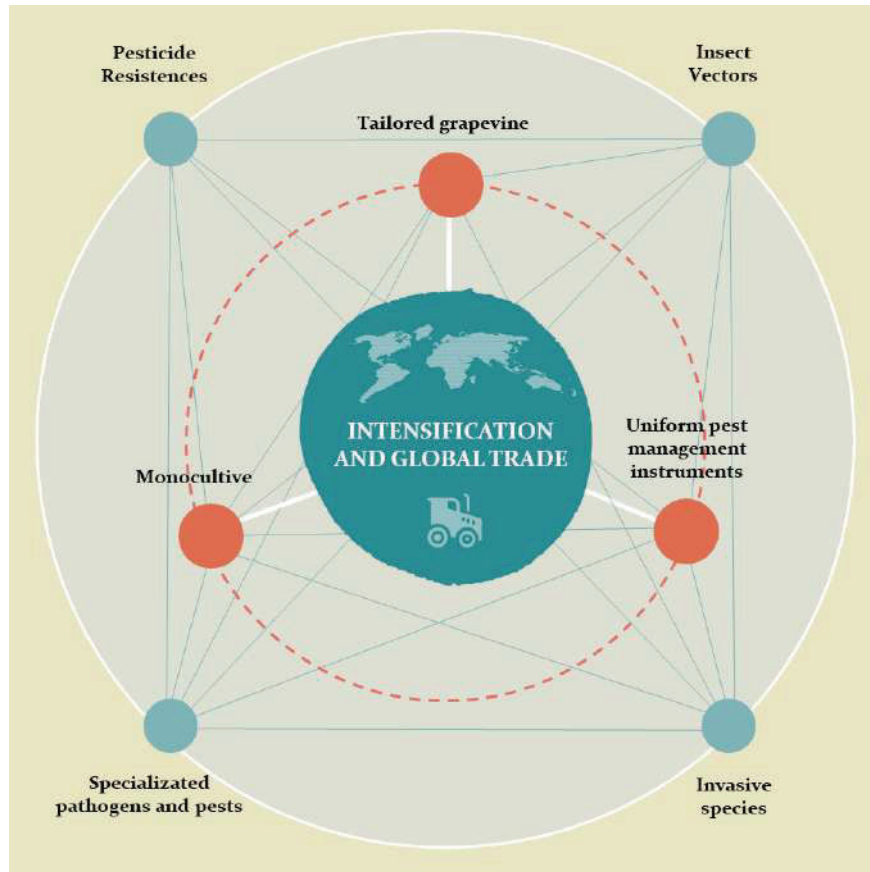 Pesticide
Resistences
Insect
Vectors
Tailored grapevine
INTENSIFICATION
AND GLOBAL TRADE
Uniform pest
management
instruments
Monocultive
Specializated
pathogens and pests
Invasive
species